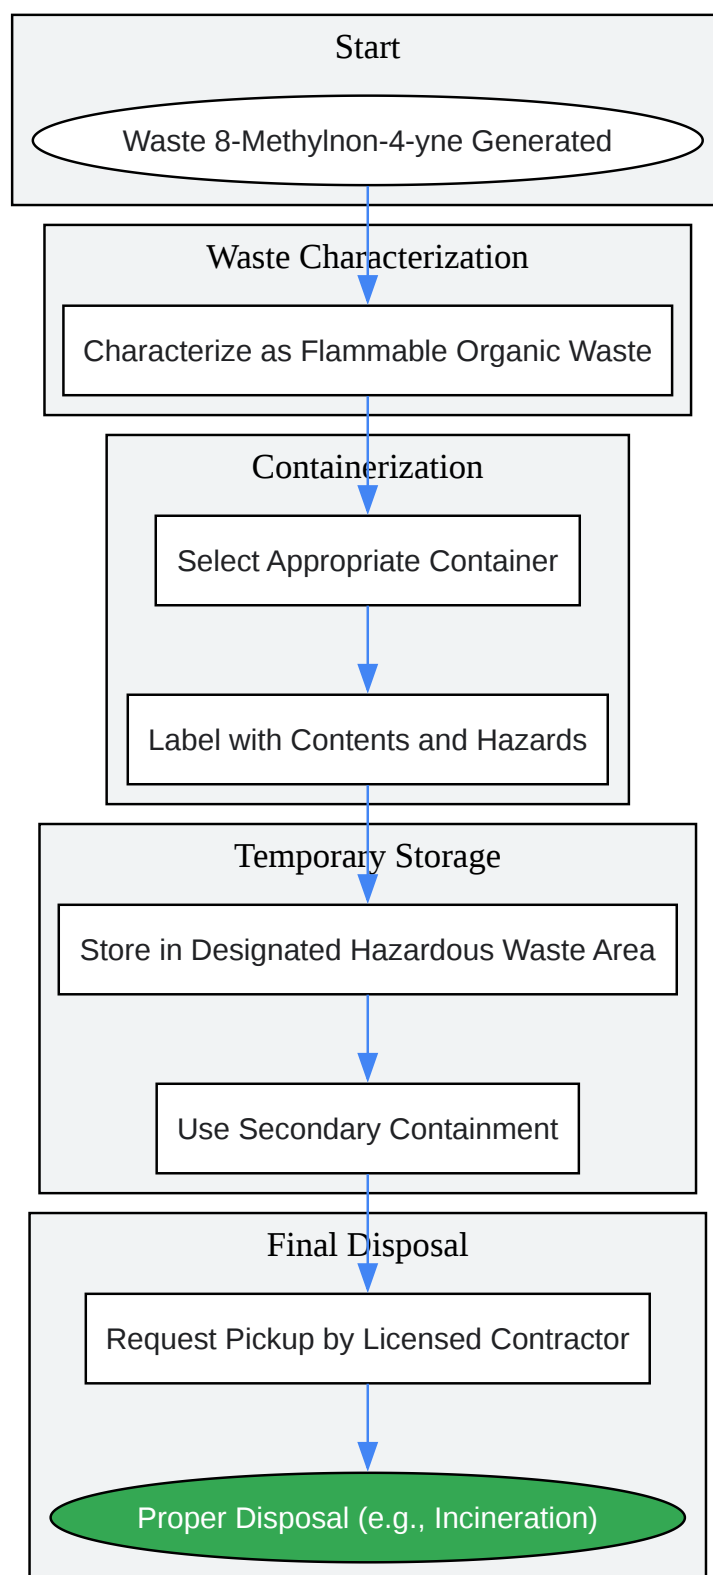 Start
Waste 8-Methylnon-4-yne Generated
Waste Characterization
Characterize as Flammable Organic Waste
Containerization
Select Appropriate Container
Label with Contents and Hazards
Temporary Storage
Store in Designated Hazardous Waste Area
Use Secondary Containment
Final Disposal
Request Pickup by Licensed Contractor
Proper Disposal (e.g., Incineration)